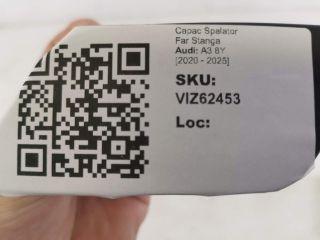 Capac Spalator
Far Stanga
Audi: A3 8Y
[2020 - 2025]
SKU:
VIZ62453
Loc: